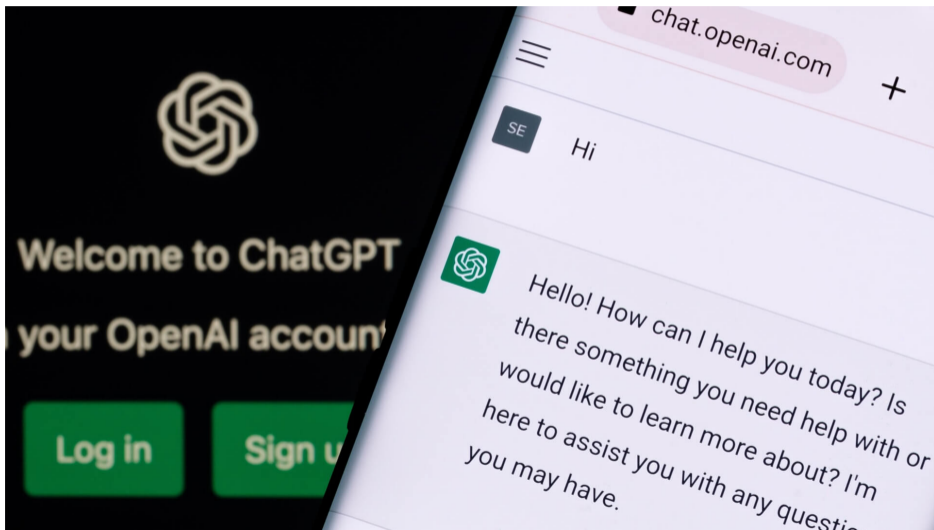 Welcome to ChatGPT
your OpenAI account
Log in
Sign u
chat.openai.com
SE
Hi
Hello! How can I help you today? Is
there something you need help with or
would like to learn more about? I'm
here to assist you with any questio
you may have.